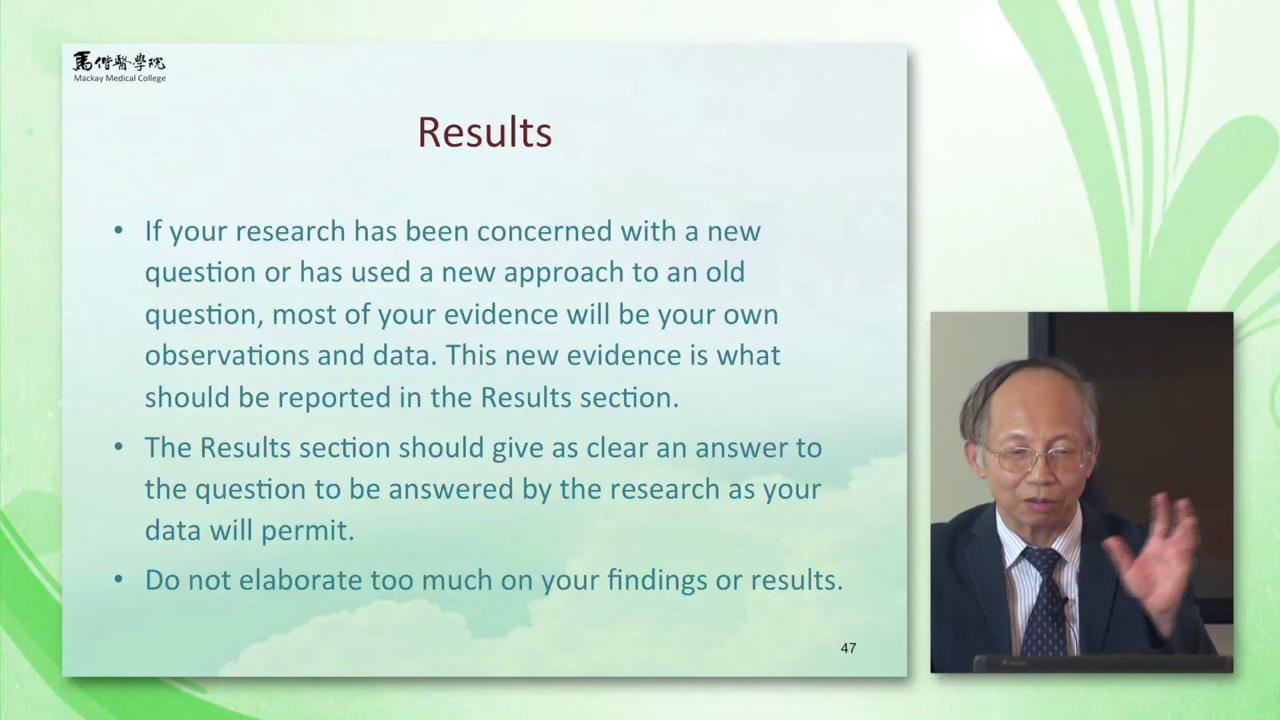 馬偕醫學院
Mackay Medical College
Results
• If your research has been concerned with a new
question or has used a new approach to an old
question, most of your evidence will be your own
observations and data. This new evidence is what
should be reported in the Results section.
• The Results section should give as clear an answer to
the question to be answered by the research as your
data will permit.
• Do not elaborate too much on your findings or results.
47